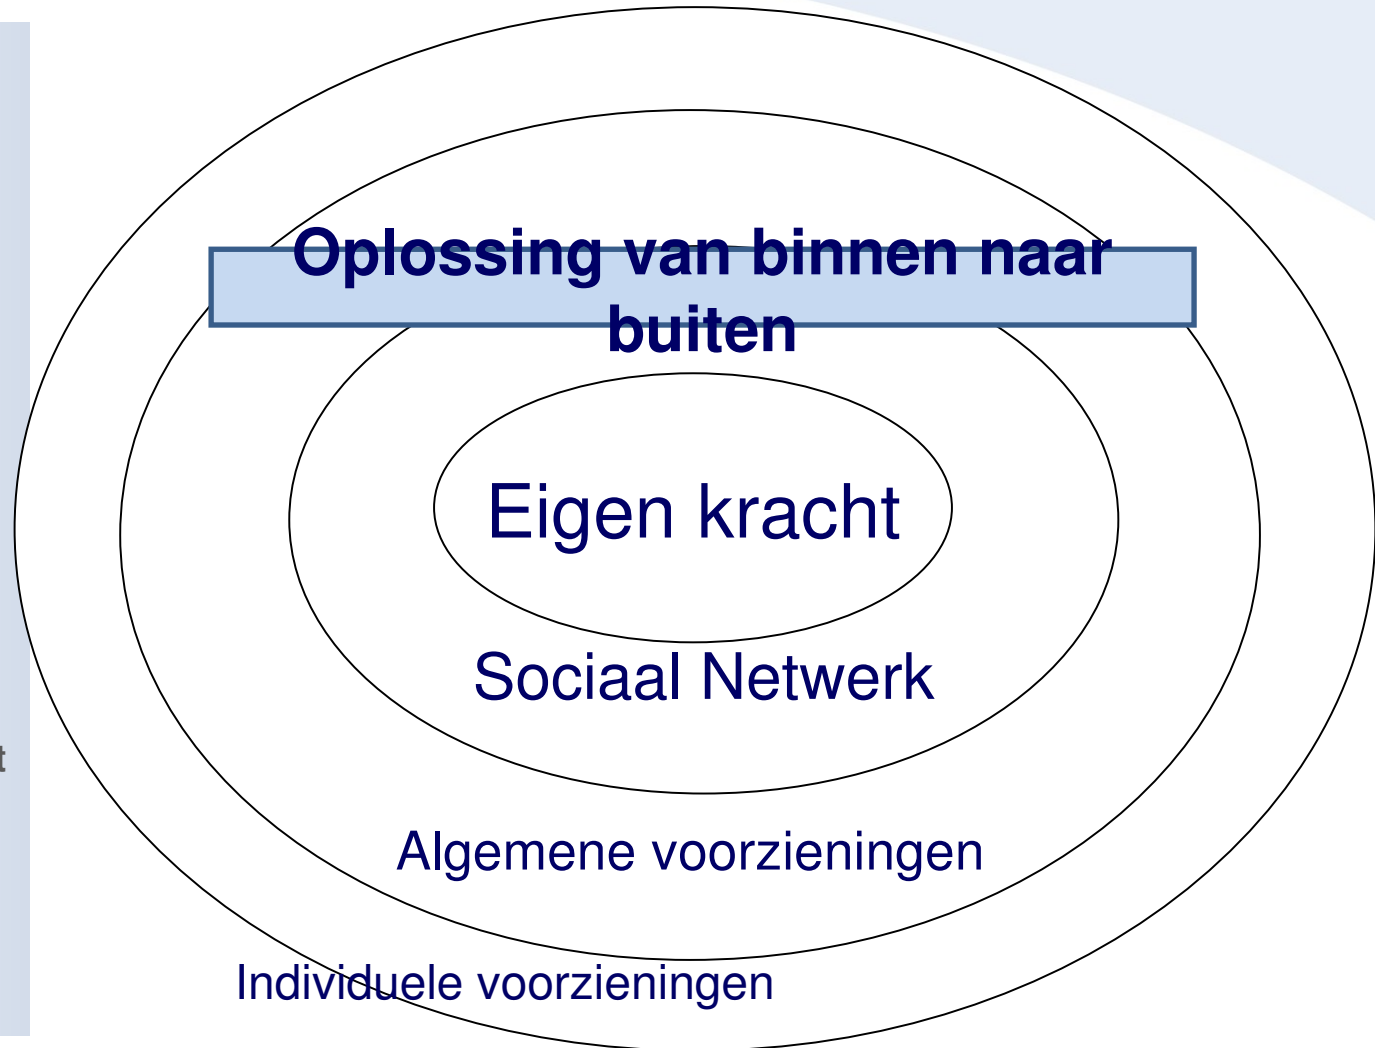 Oplossing van binnen naar
buiten
Eigen kracht
Sociaal Netwerk
Algemene voorzieningen
Individuele voorzieningen